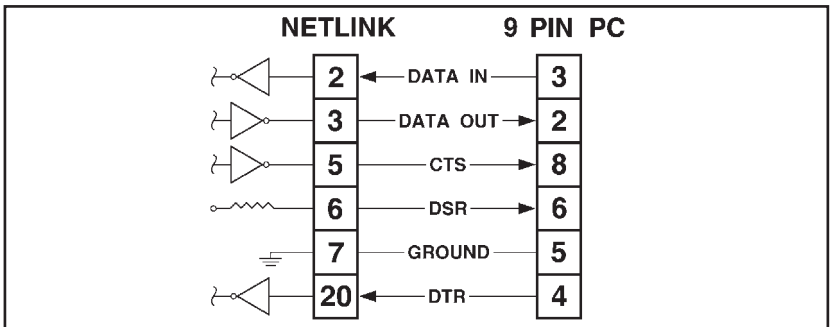 NETLINK 9 PIN PC
2 DATA IN 3
3 DATA OUT 2
5 CTS 8
6 DSR 6
7 GROUND 5
20 DTR 4